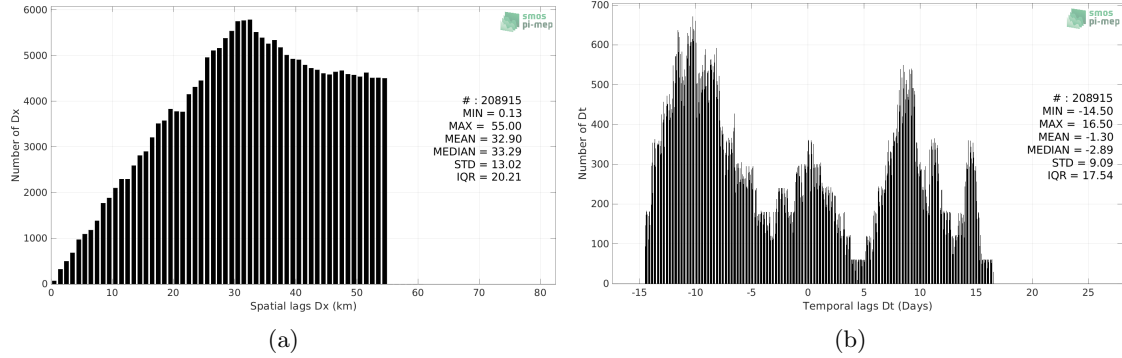 6000
5000
4000
3000
2000
1000
0
Number of Dx
smos
pi-mep
# : 208915
MIN = 0.13
MAX = 55.00
MEAN = 32.90
MEDIAN = 33.29
STD = 13.02
IQR = 20.21
0 10 20 30 40 50 60 70 80
Spatial lags Dx (km)
(a)
700
600
500
400
300
200
100
0
Number of Dt
smos
pi-mep
# : 208915
MIN = -14.50
MAX = 16.50
MEAN = -1.30
MEDIAN = -2.89
STD = 9.09
IQR = 17.54
-15 -10 -5 0 5 10 15 20 25
Temporal lags Dt (Days)
(b)